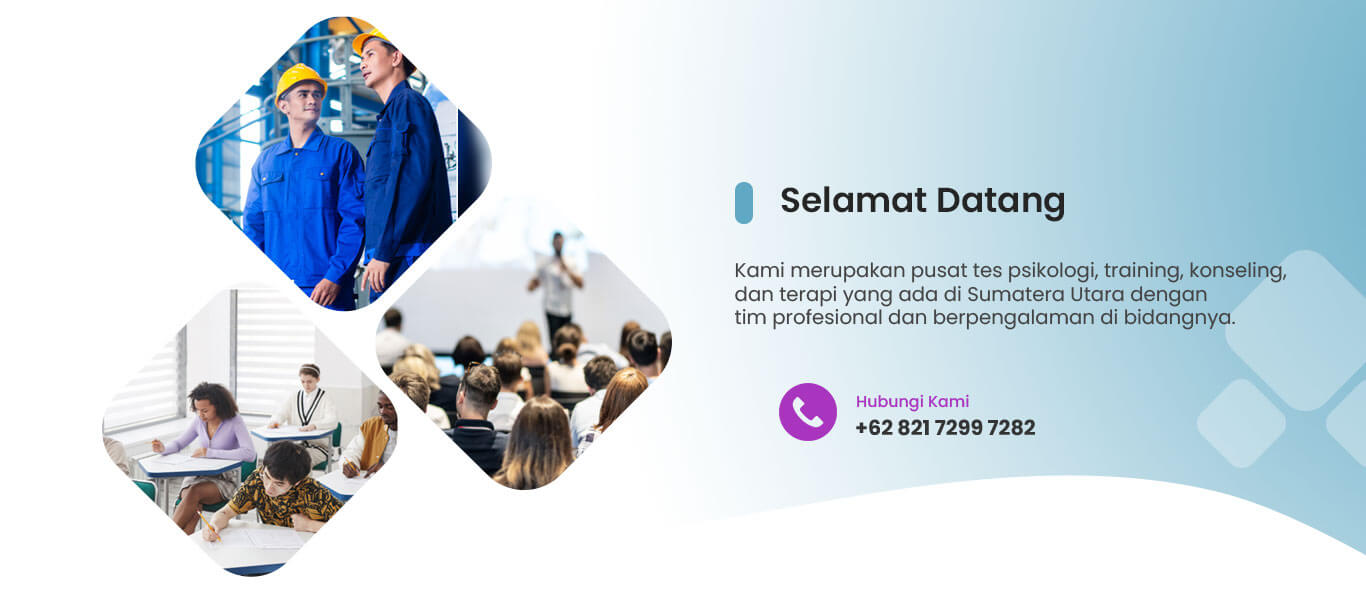 Selamat Datang
Kami merupakan pusat tes psikologi, training, konseling,
dan terapi yang ada di Sumatera Utara dengan
tim profesional dan berpengalaman di bidangnya.
Hubungi Kami
+62 821 7299 7282